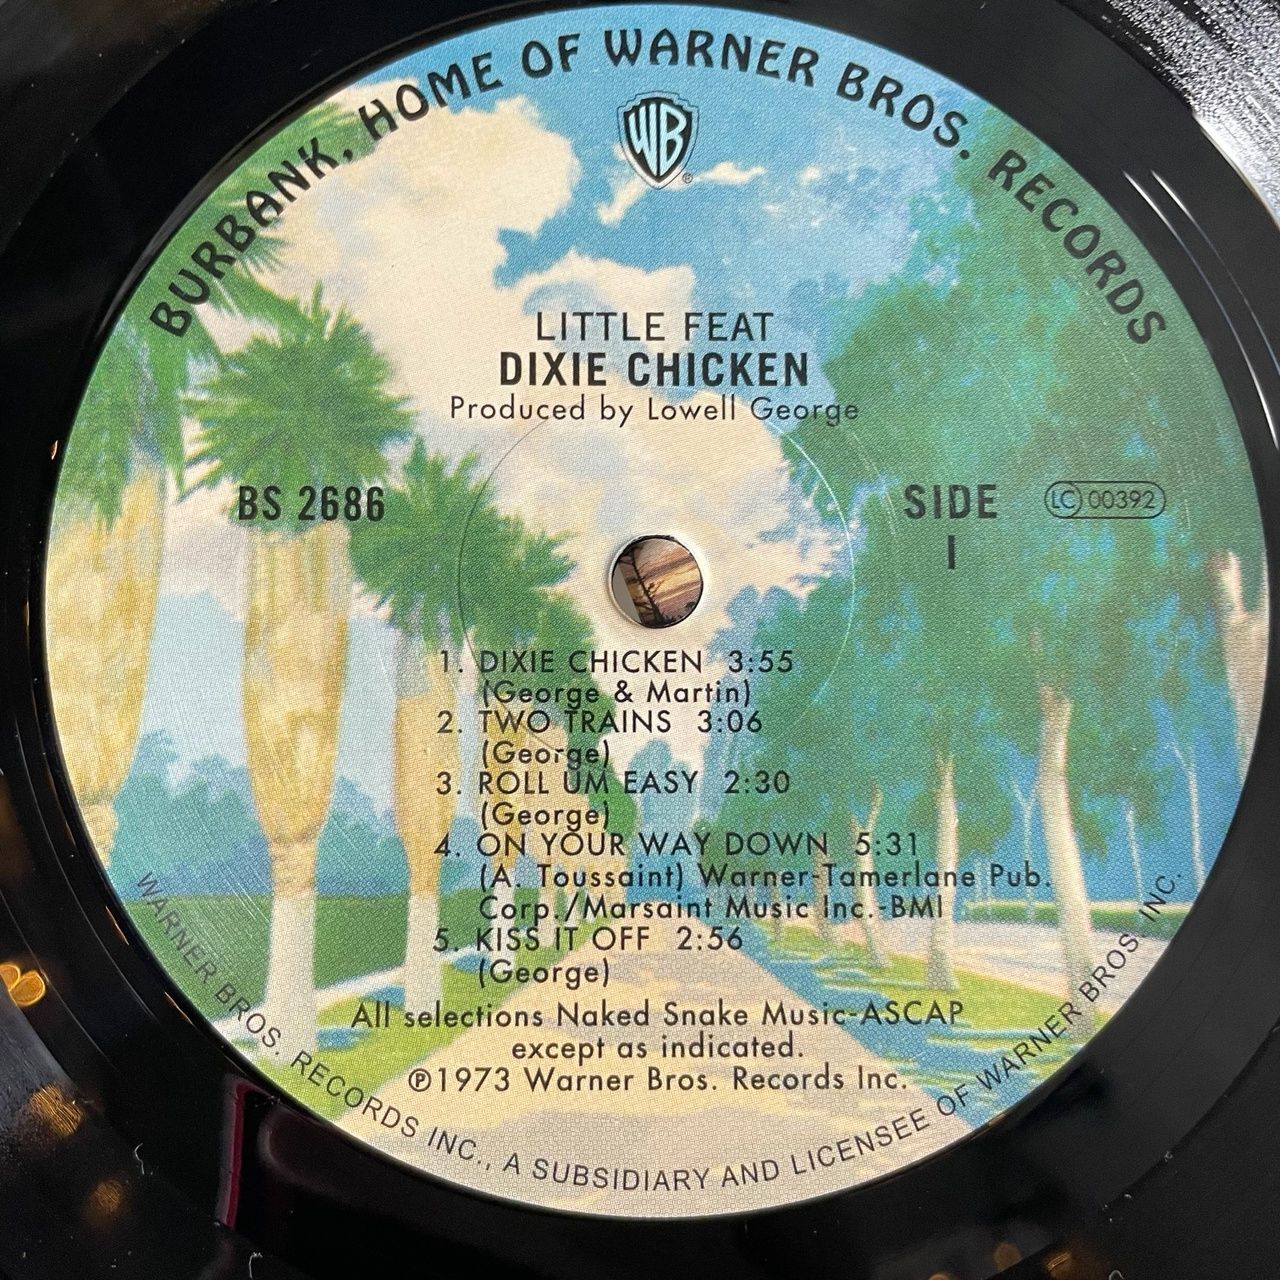 BURBANK, HOME OF WARNER BROS. RECORDS
WB
®
LITTLE FEAT
DIXIE CHICKEN
Produced by Lowell George
BS 2686
SIDE
1
LC 00392
1. DIXIE CHICKEN 3:55
(George & Martin)
2. TWO TRAINS 3:06
(George)
3. ROLL UM EASY 2:30
(George)
4. ON YOUR WAY DOWN 5:31
(A. Toussaint) Warner-Tamerlane Pub.
Corp./Marsaint Music Inc.-BMI
5. KISS IT OFF 2:56
(George)
All selections Naked Snake Music-ASCAP
except as indicated.
℗1973 Warner Bros. Records Inc.
WARNER BROS. RECORDS INC., A SUBSIDIARY AND LICENSEE OF WARNER BROS. INC.